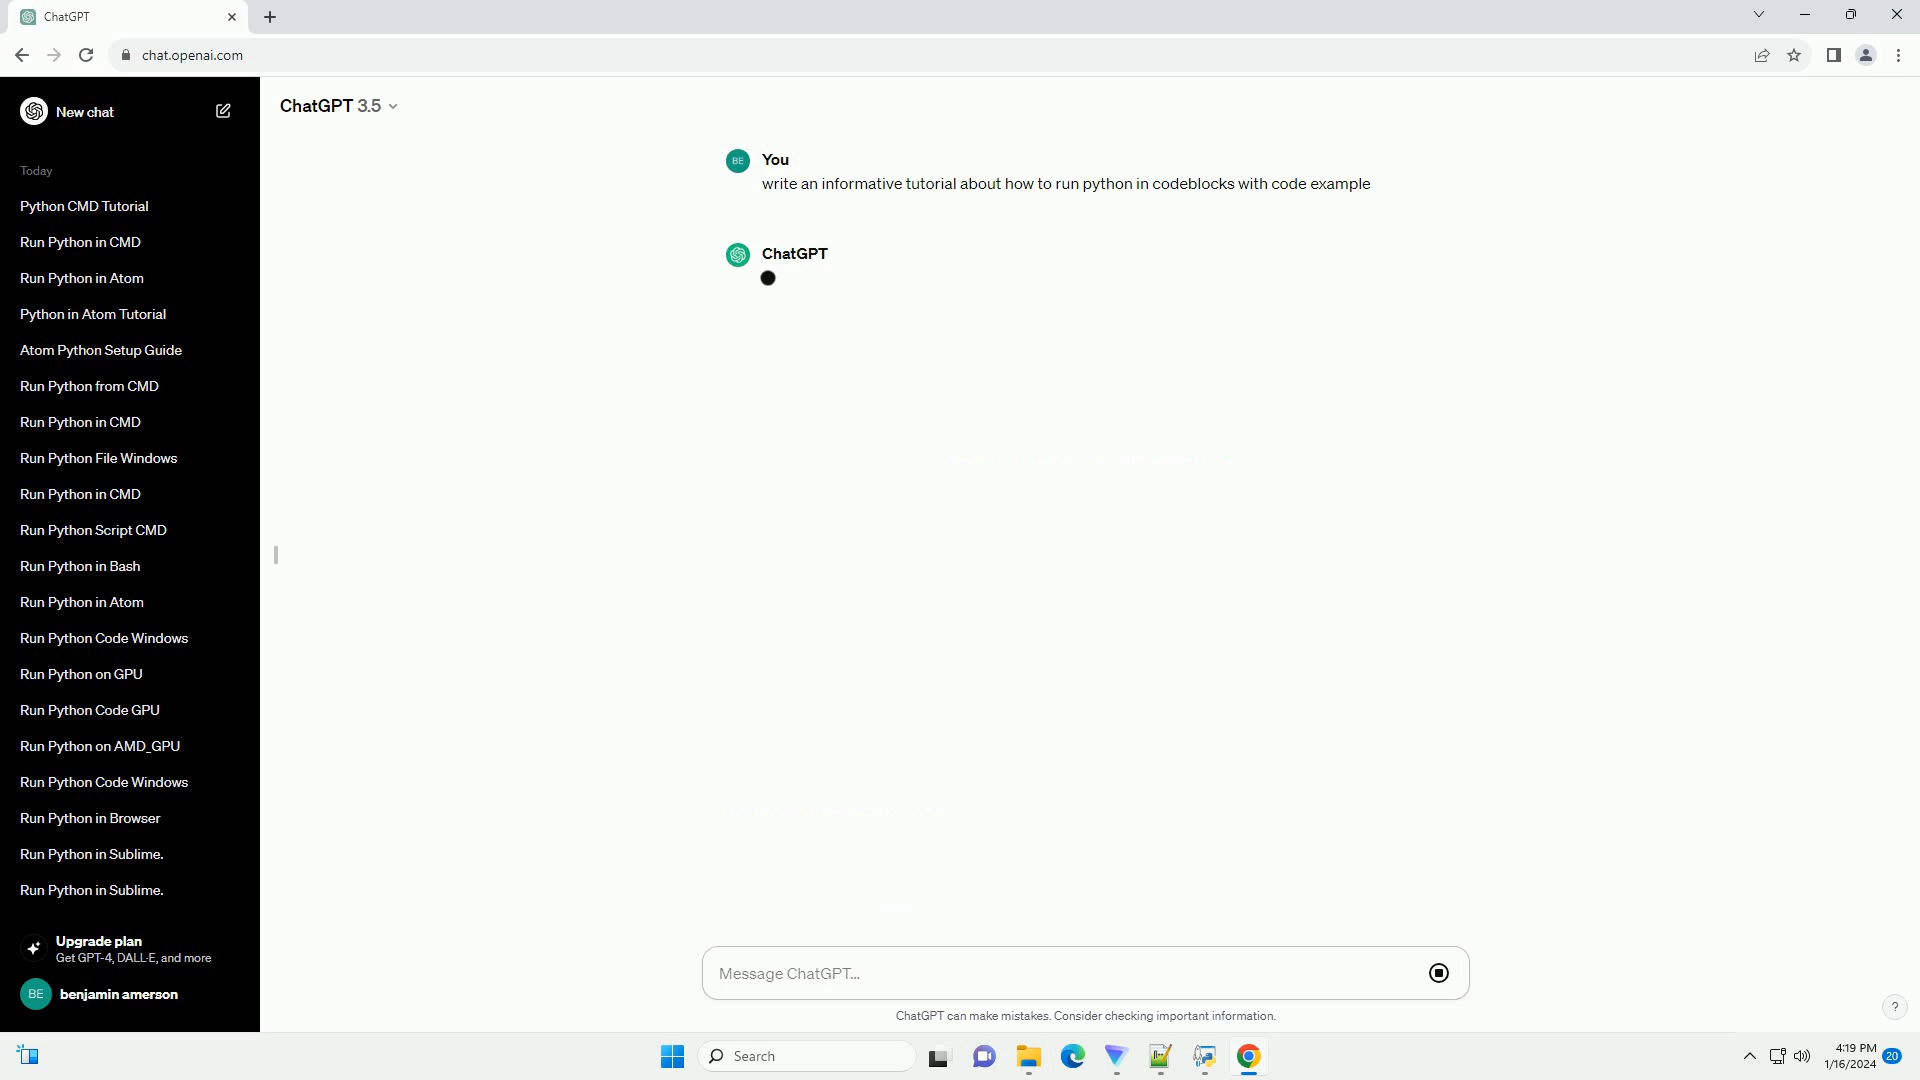 ChatGPT
chat.openai.com
New chat
Today
Python CMD Tutorial
Run Python in CMD
Run Python in Atom
Python in Atom Tutorial
Atom Python Setup Guide
Run Python from CMD
Run Python in CMD
Run Python File Windows
Run Python in CMD
Run Python Script CMD
Run Python in Bash
Run Python in Atom
Run Python Code Windows
Run Python on GPU
Run Python Code GPU
Run Python on AMD_GPU
Run Python Code Windows
Run Python in Browser
Run Python in Sublime.
Run Python in Sublime.
Upgrade plan
Get GPT-4, DALL·E, and more
BE benjamin amerson
ChatGPT 3.5
BE You
write an informative tutorial about how to run python in codeblocks with code example
ChatGPT
Message ChatGPT...
ChatGPT can make mistakes. Consider checking important information.
?
Search
4:19 PM
1/16/2024
20